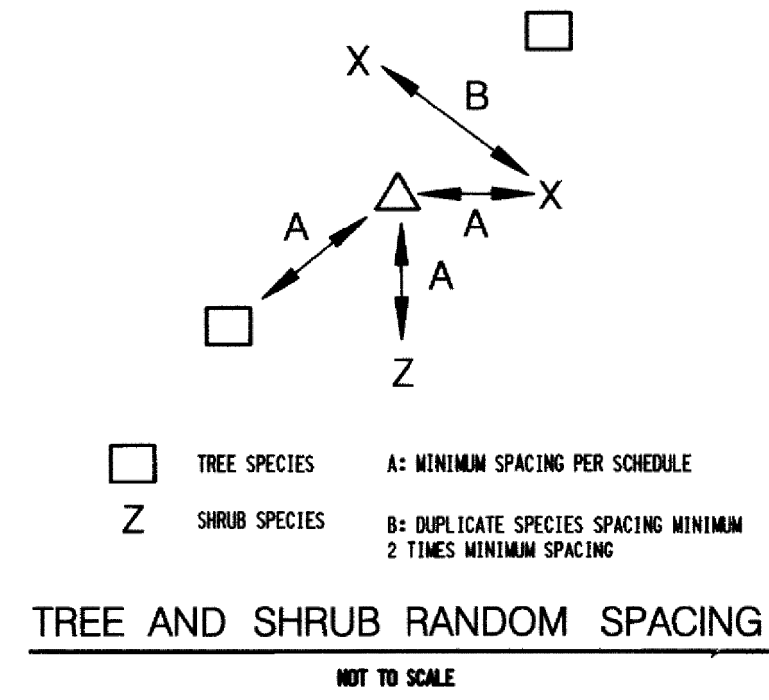 X
B
X
A
A
A
Z
TREE SPECIES
A: MINIMUM SPACING PER SCHEDULE
Z SHRUB SPECIES
B: DUPLICATE SPECIES SPACING MINIMUM
2 TIMES MINIMUM SPACING
TREE AND SHRUB RANDOM SPACING
NOT TO SCALE